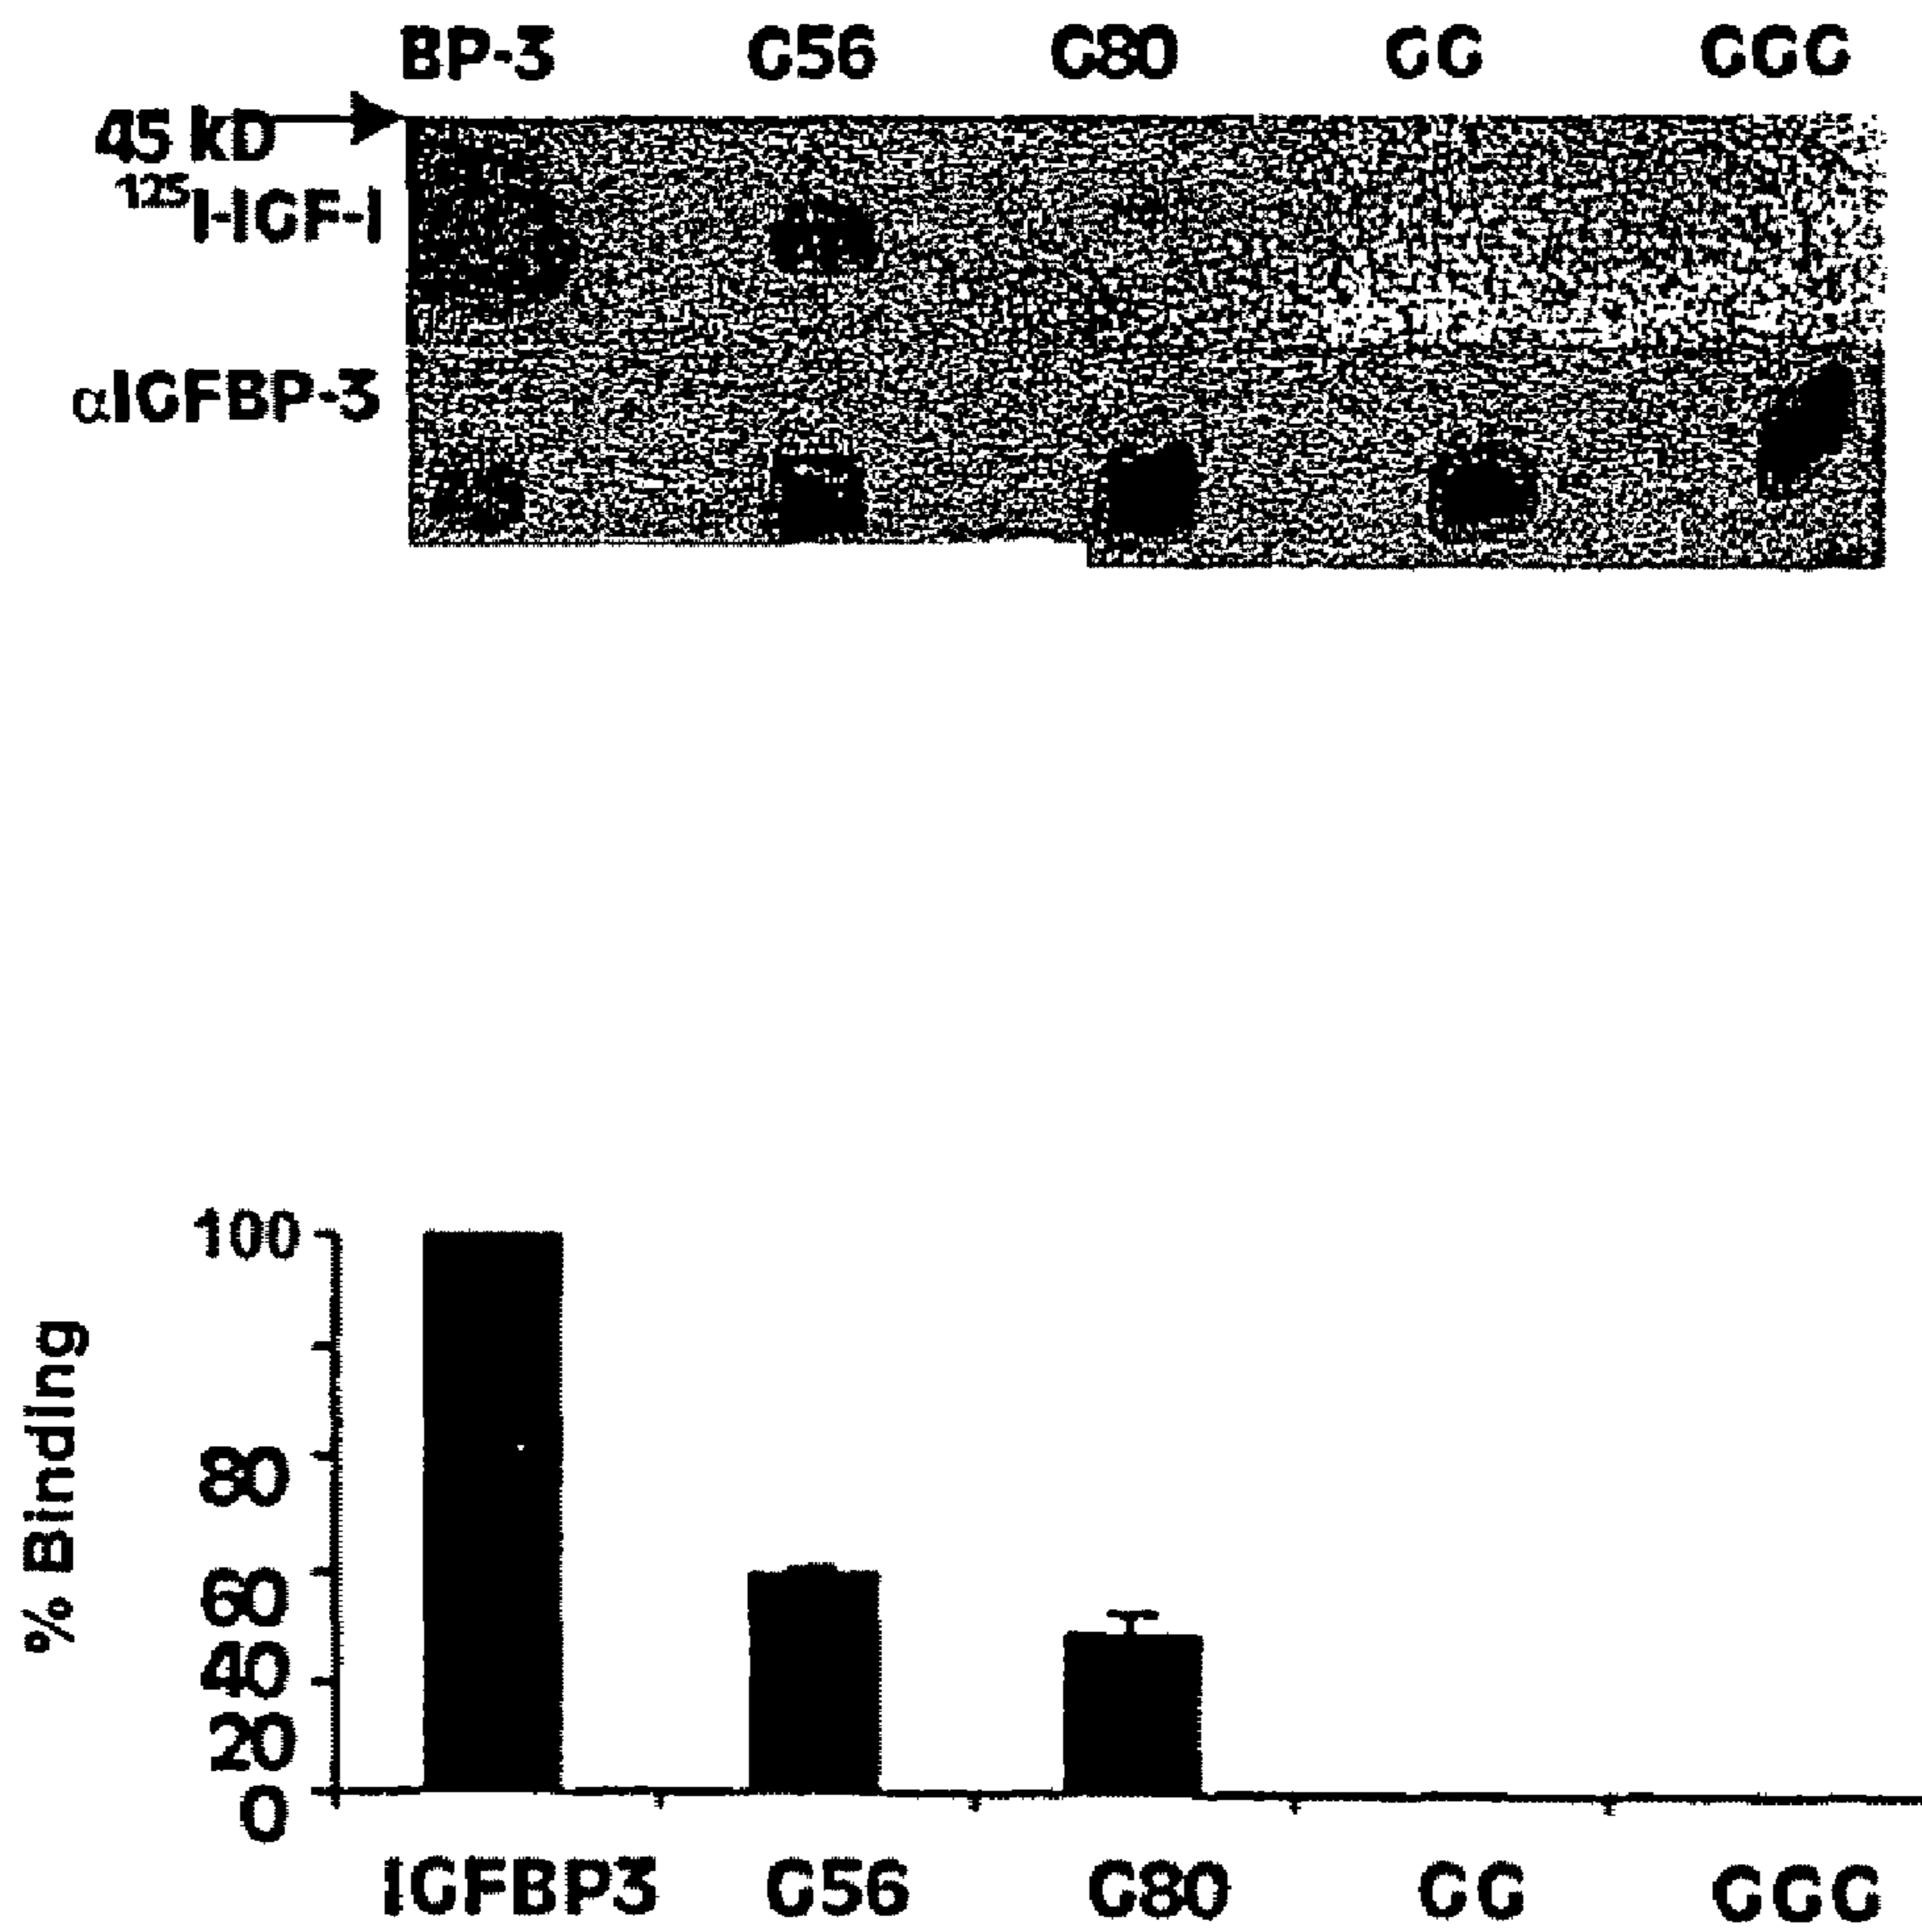 BP-3 G56 G80 GG GGG
45 kD
¹²⁵I-IGF-I
αIGFBP-3
100
80
60
40
20
0
% Binding
IGFBP3 G56 G80 GG GGG